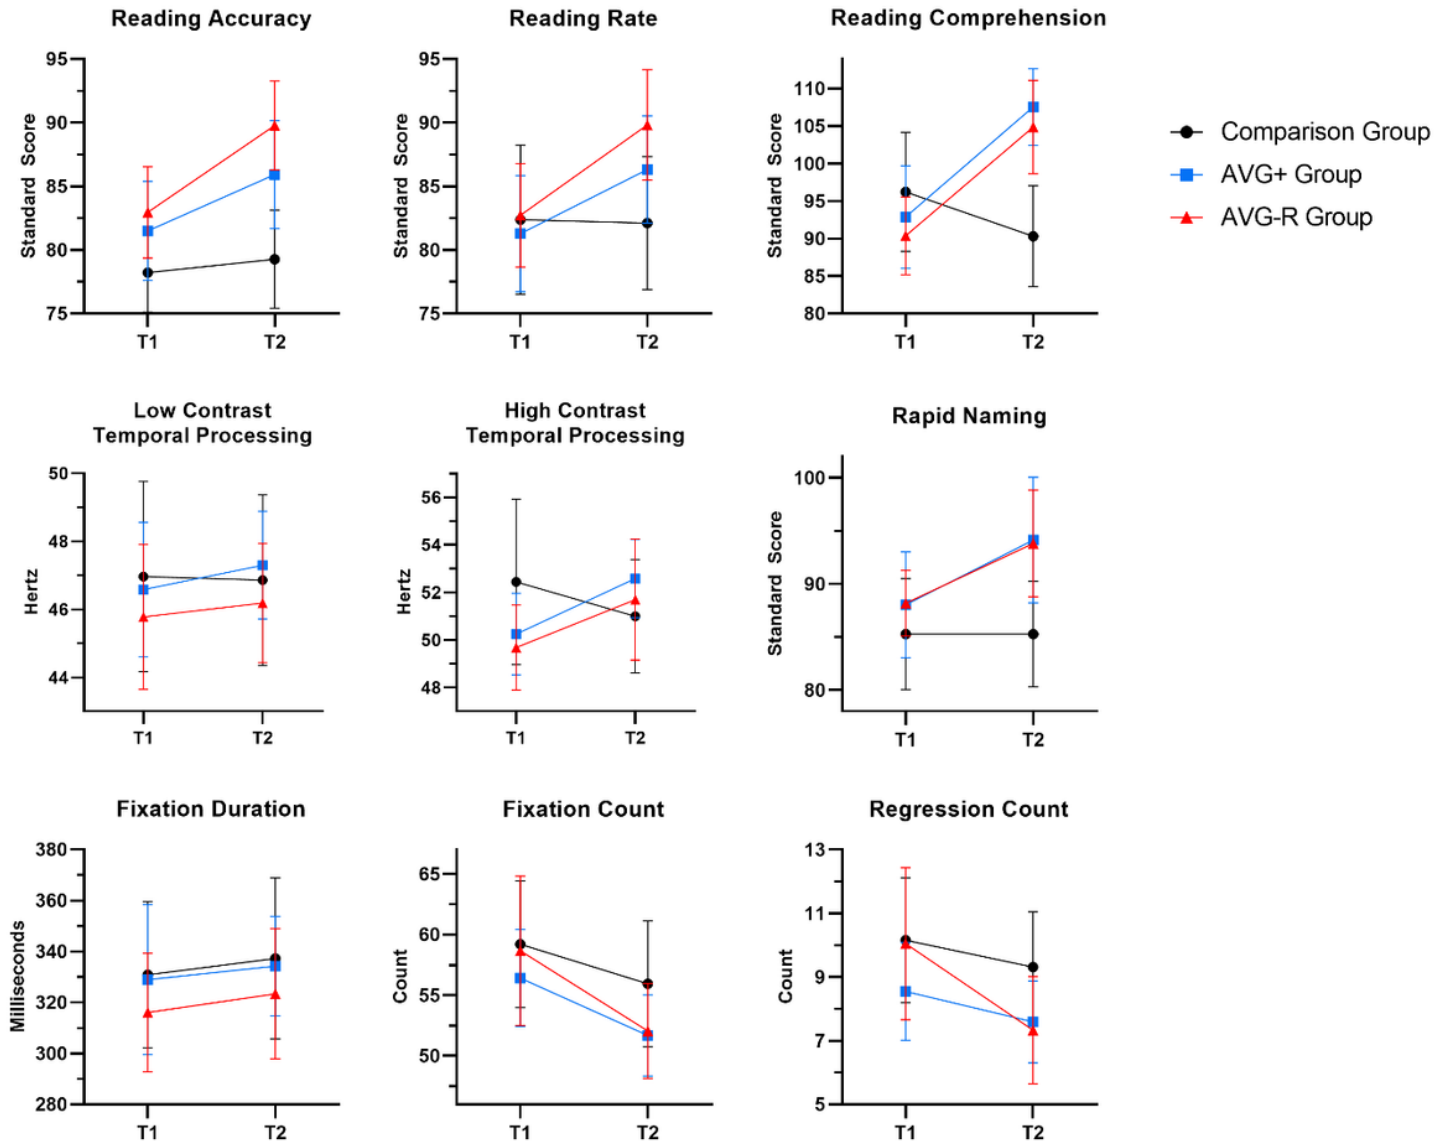 Reading Accuracy
Standard Score
95
90
85
80
75
T1 T2
Reading Rate
Standard Score
95
90
85
80
75
T1 T2
Reading Comprehension
Standard Score
110
105
100
95
90
85
80
T1 T2
Comparison Group
AVG+ Group
AVG-R Group
Low Contrast
Temporal Processing
Hertz
50
48
46
44
T1 T2
High Contrast
Temporal Processing
Hertz
56
54
52
50
48
T1 T2
Rapid Naming
Standard Score
100
90
80
T1 T2
Fixation Duration
Milliseconds
380
360
340
320
300
280
T1 T2
Fixation Count
Count
65
60
55
50
T1 T2
Regression Count
Count
13
11
9
7
5
T1 T2